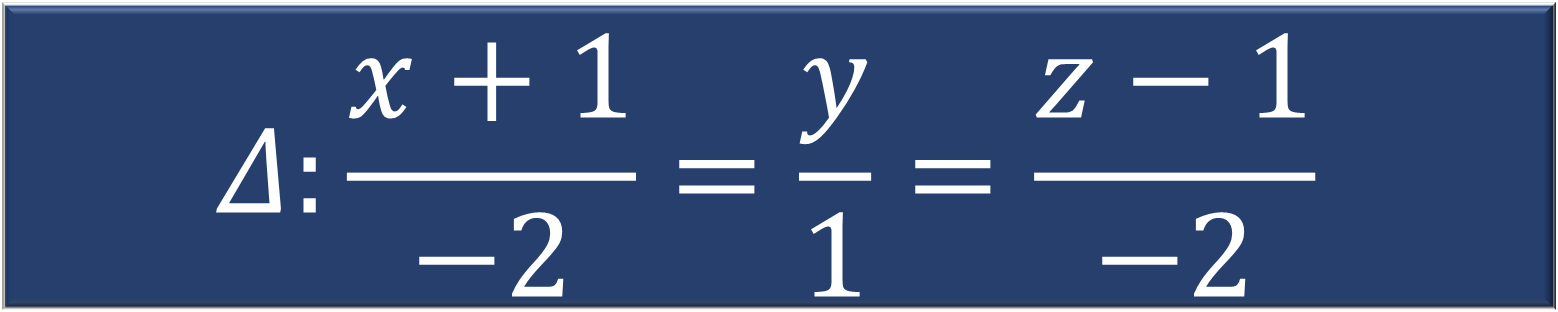 Δ: (x + 1)/(−2) = y/1 = (z − 1)/(−2)